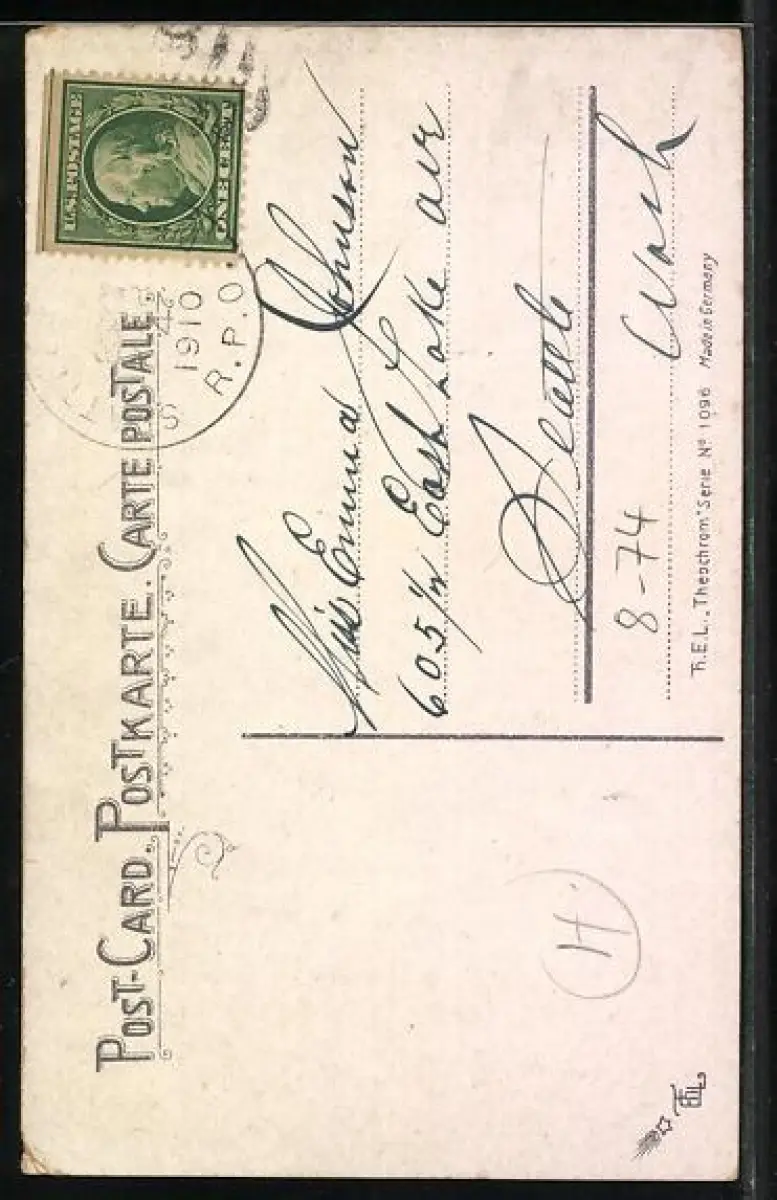 POST-CARD. POSTKARTE. CARTE POSTALE
U.S. POSTAGE
ONE CENT
1910
R.P.O
Miss Emma Johnson
605½ East Lake ave
Seattle
Wash
8-74
T.E.L. „Theochrom" Serie Nº 1096 Made in Germany
H
TEL